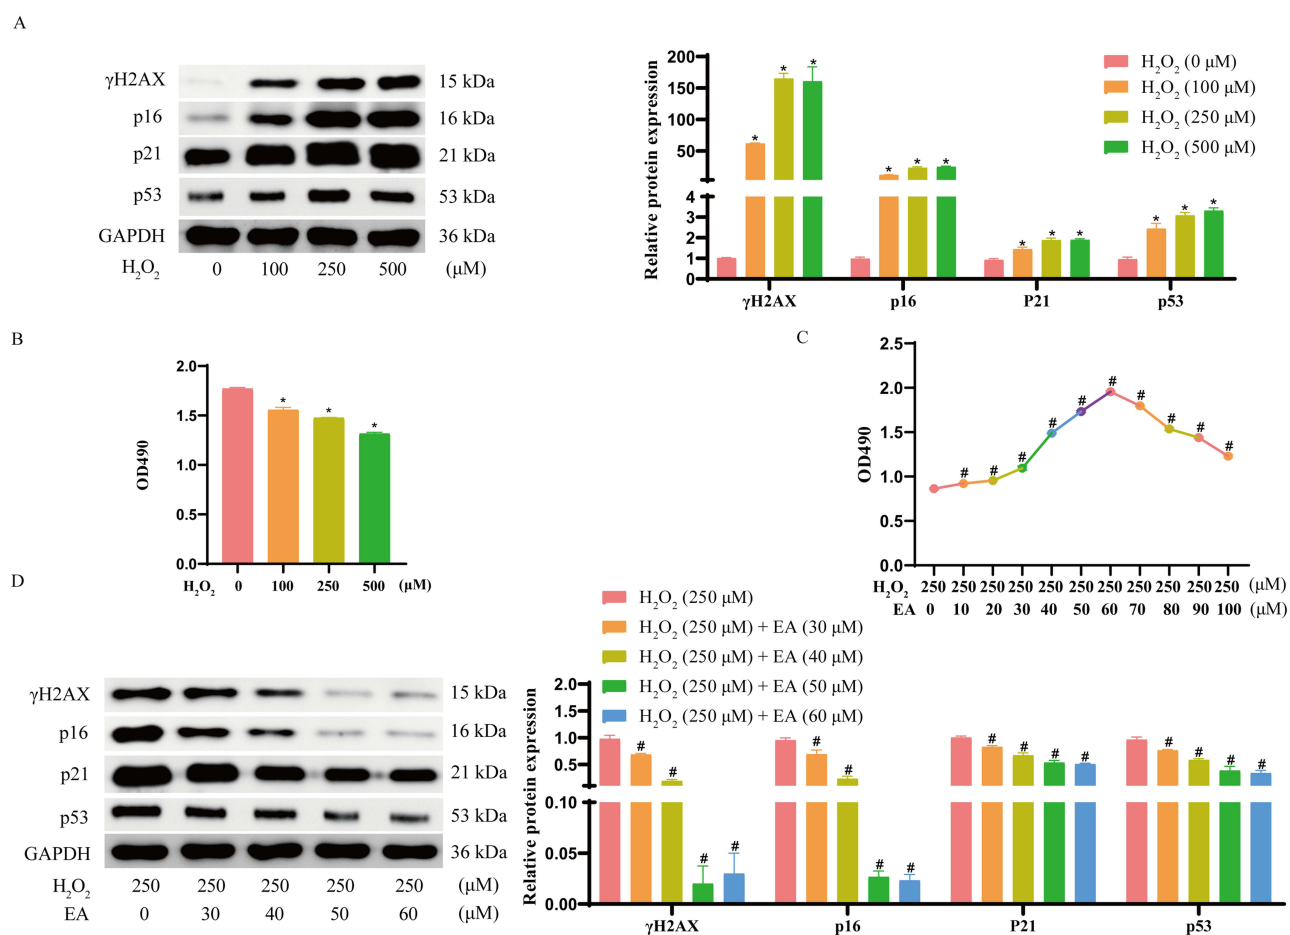 A
γH2AX 15 kDa
p16 16 kDa
p21 21 kDa
p53 53 kDa
GAPDH 36 kDa
H₂O₂ 0 100 250 500 (μM)
Relative protein expression
200
150
100
50
4
3
2
1
0
γH2AX p16 P21 p53
* * * * * * * * * * * *
H₂O₂ (0 μM)
H₂O₂ (100 μM)
H₂O₂ (250 μM)
H₂O₂ (500 μM)
B
OD490
2.0
1.5
1.0
0.5
0.0
* * *
H₂O₂ 0 100 250 500 (μM)
C
OD490
2.5
2.0
1.5
1.0
0.5
0.0
# # # # # # # # # #
H₂O₂ 250 250 250 250 250 250 250 250 250 250 250 (μM)
EA 0 10 20 30 40 50 60 70 80 90 100 (μM)
D
γH2AX 15 kDa
p16 16 kDa
p21 21 kDa
p53 53 kDa
GAPDH 36 kDa
H₂O₂ 250 250 250 250 250 (μM)
EA 0 30 40 50 60 (μM)
H₂O₂ (250 μM)
H₂O₂ (250 μM) + EA (30 μM)
H₂O₂ (250 μM) + EA (40 μM)
H₂O₂ (250 μM) + EA (50 μM)
H₂O₂ (250 μM) + EA (60 μM)
Relative protein expression
2.0
1.5
1.0
0.5
0.10
0.05
0.00
# # # # # # # # # # # # # # # #
γH2AX p16 P21 p53